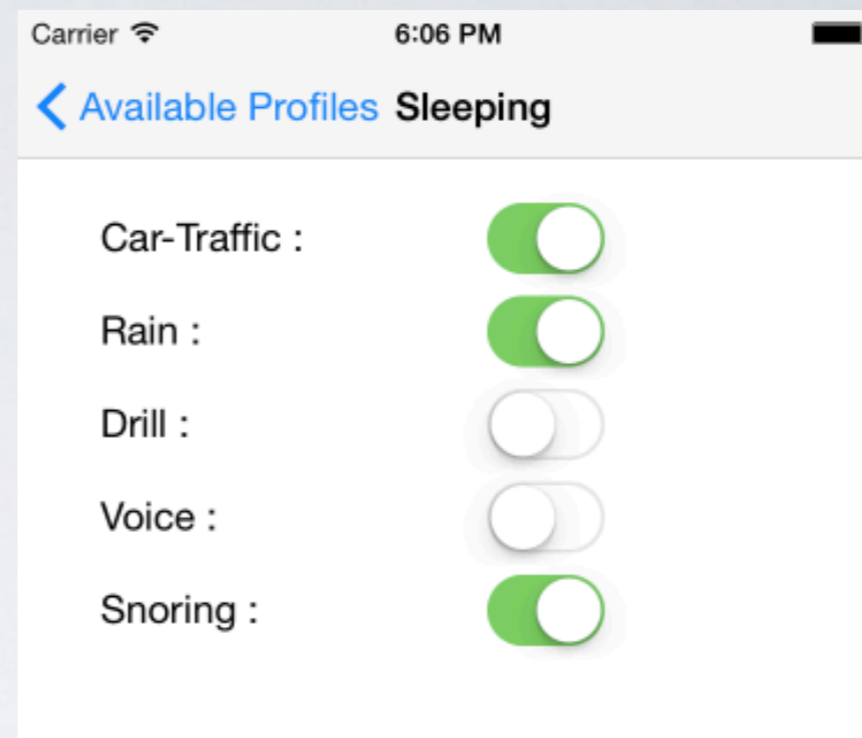 Carrier 6:06 PM
Available Profiles Sleeping
Car-Traffic :
Rain :
Drill :
Voice :
Snoring :